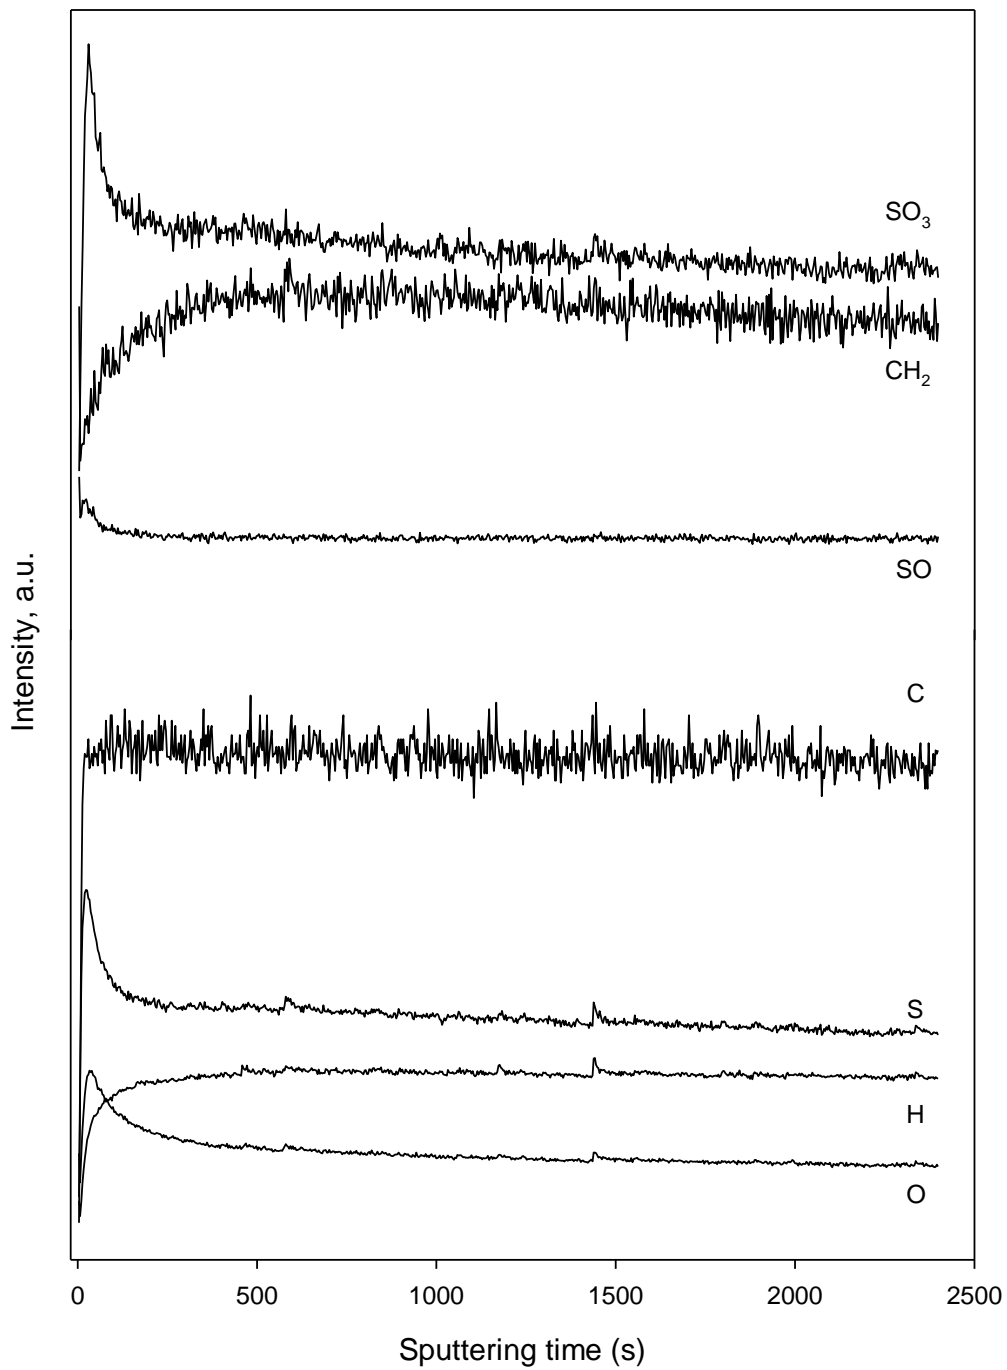 SO₃
CH₂
SO
C
S
H
O
Intensity, a.u.
0 500 1000 1500 2000 2500
Sputtering time (s)